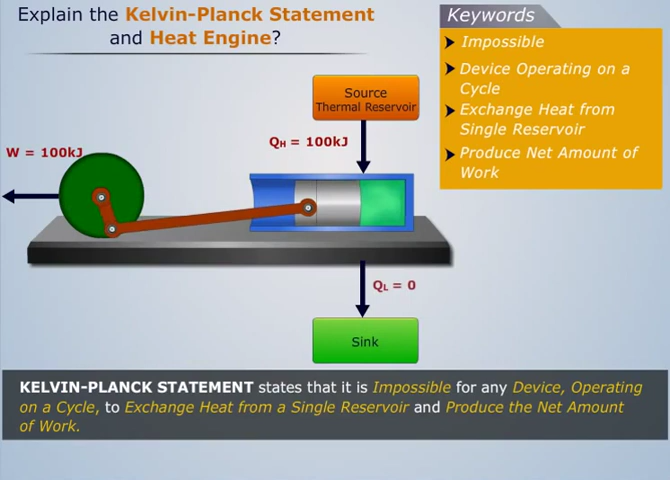 Explain the Kelvin-Planck Statement
and Heat Engine?
Keywords
Impossible
Device Operating on a
Cycle
Exchange Heat from
Single Reservoir
Produce Net Amount of
Work
Source
Thermal Reservoir
QH = 100kJ
W = 100kJ
QL = 0
Sink
KELVIN-PLANCK STATEMENT states that it is Impossible for any Device, Operating
on a Cycle, to Exchange Heat from a Single Reservoir and Produce the Net Amount
of Work.